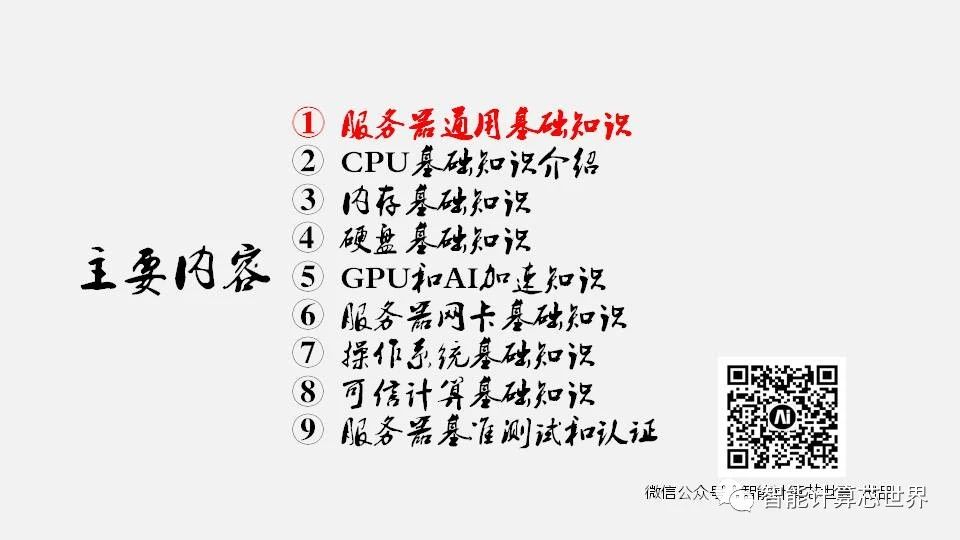 主要内容
① 服务器通用基础知识
② CPU基础知识介绍
③ 内存基础知识
④ 硬盘基础知识
⑤ GPU和AI加速知识
⑥ 服务器网卡基础知识
⑦ 操作系统基础知识
⑧ 可信计算基础知识
⑨ 服务器基准测试和认证
AI
微信公众号
智能计算芯世界